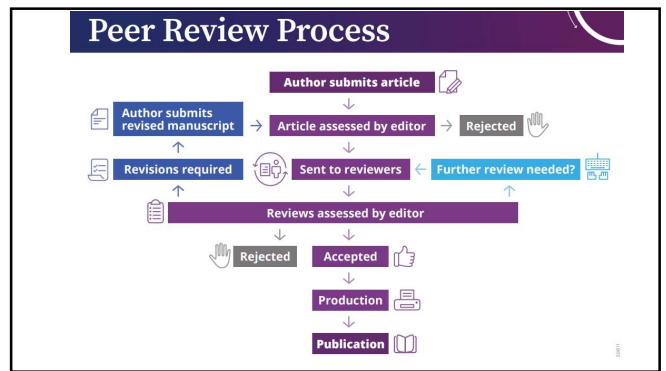 Peer Review Process
Author submits article
Author submits
revised manuscript
Article assessed by editor
Rejected
Revisions required
Sent to reviewers
Further review needed?
Reviews assessed by editor
Rejected
Accepted
Production
Publication